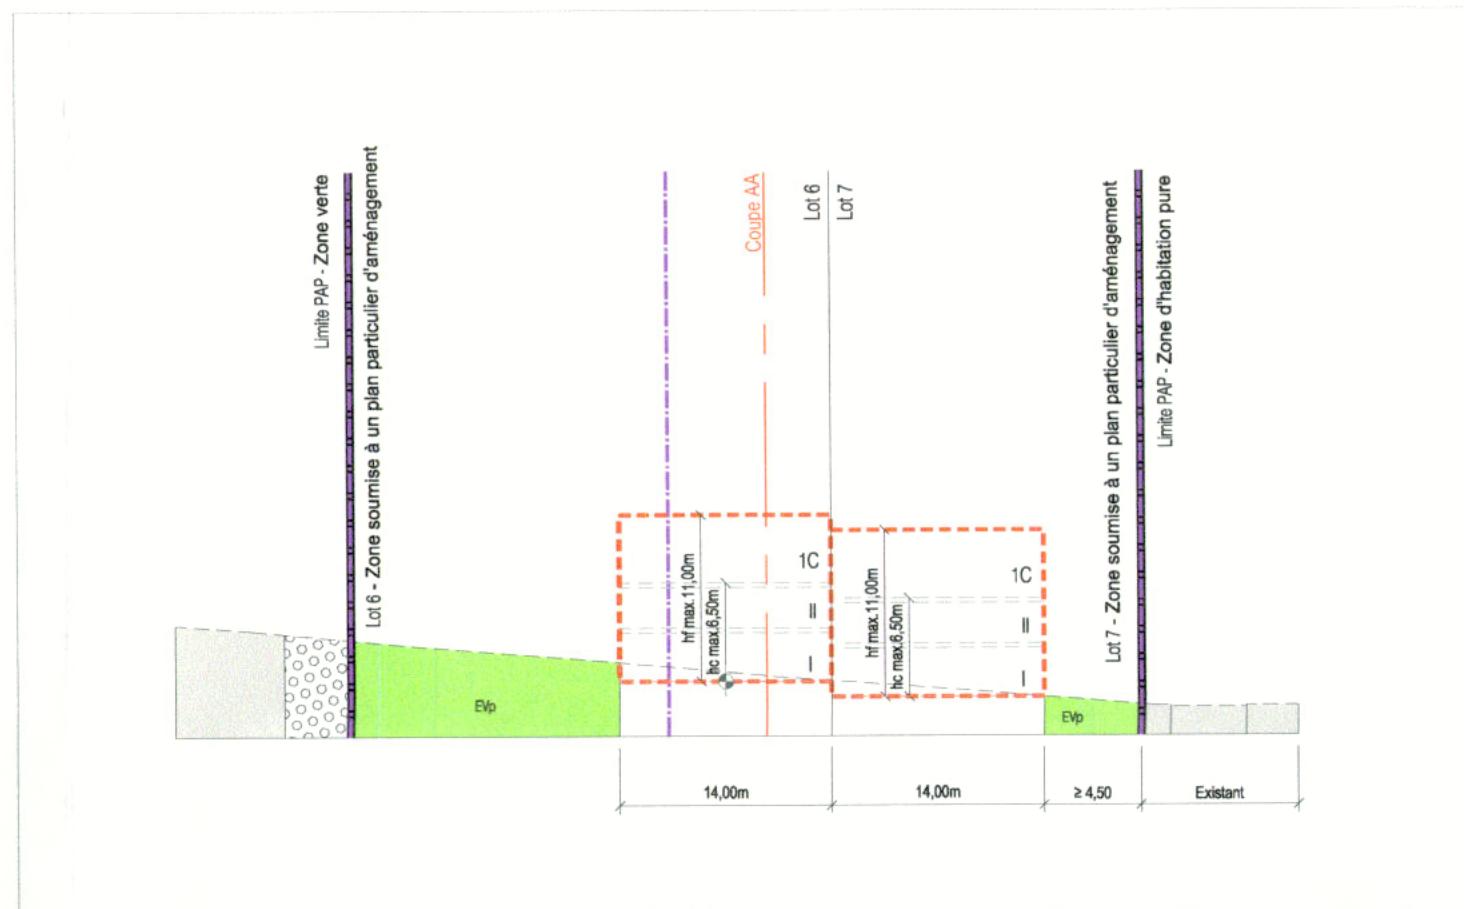 Limite PAP - Zone verte
Lot 6 - Zone soumise à un plan particulier d'aménagement
Coupe AA
Lot 6
Lot 7
Lot 7 - Zone soumise à un plan particulier d'aménagement
Limite PAP - Zone d'habitation pure
hf max.11,00m
hc max.6,50m
1C
II
I
hf max.11,00m
hc max.6,50m
1C
II
I
EVp
EVp
14,00m
14,00m
≥ 4,50
Existant